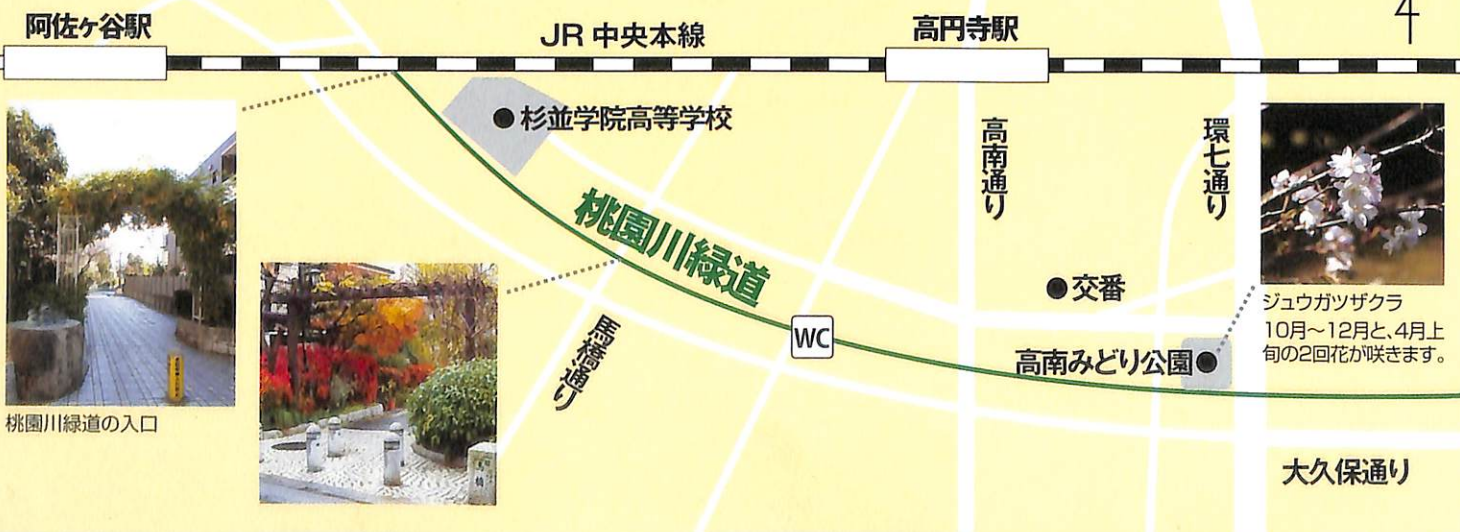 阿佐ヶ谷駅
JR 中央本線
高円寺駅
4
杉並学院高等学校
高南通り
環七通り
桃園川緑道
交番
ジュウガツザクラ
10月～12月と、4月上
旬の2回花が咲きます。
WC
馬橋通り
高南みどり公園
桃園川緑道の入口
大久保通り